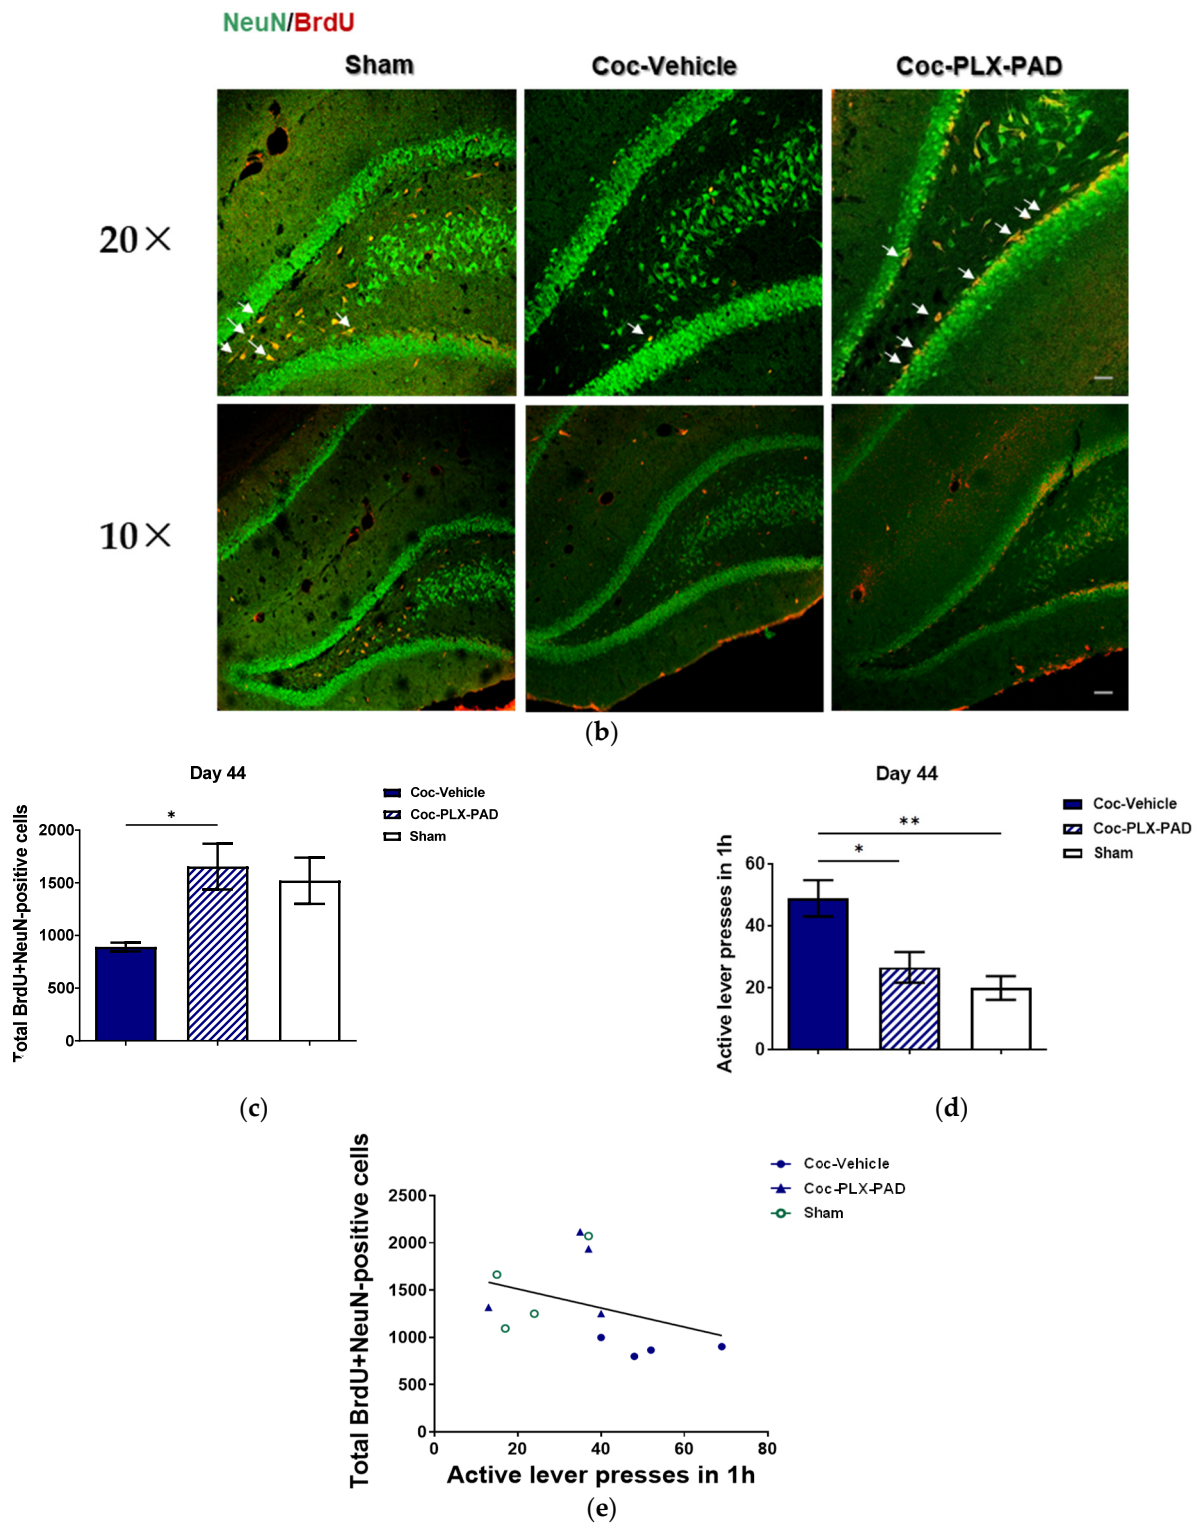 NeuN/BrdU
Sham
Coc-Vehicle
Coc-PLX-PAD
20×
10×
(b)
Day 44
Total BrdU+NeuN-positive cells
2000
1500
1000
500
0
*
Coc-Vehicle
Coc-PLX-PAD
Sham
(c)
Day 44
Active lever presses in 1h
60
40
20
0
**
*
Coc-Vehicle
Coc-PLX-PAD
Sham
(d)
Total BrdU+NeuN-positive cells
2500
2000
1500
1000
500
0
0 20 40 60 80
Active lever presses in 1h
Coc-Vehicle
Coc-PLX-PAD
Sham
(e)